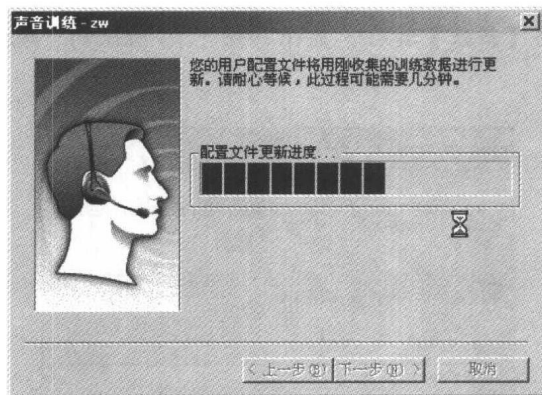 声音训练 - zw
您的用户配置文件将用刚收集的训练数据进行更
新。请耐心等候，此过程可能需要几分钟。
配置文件更新进度...
< 上一步(B) 下一步(N) > 取消